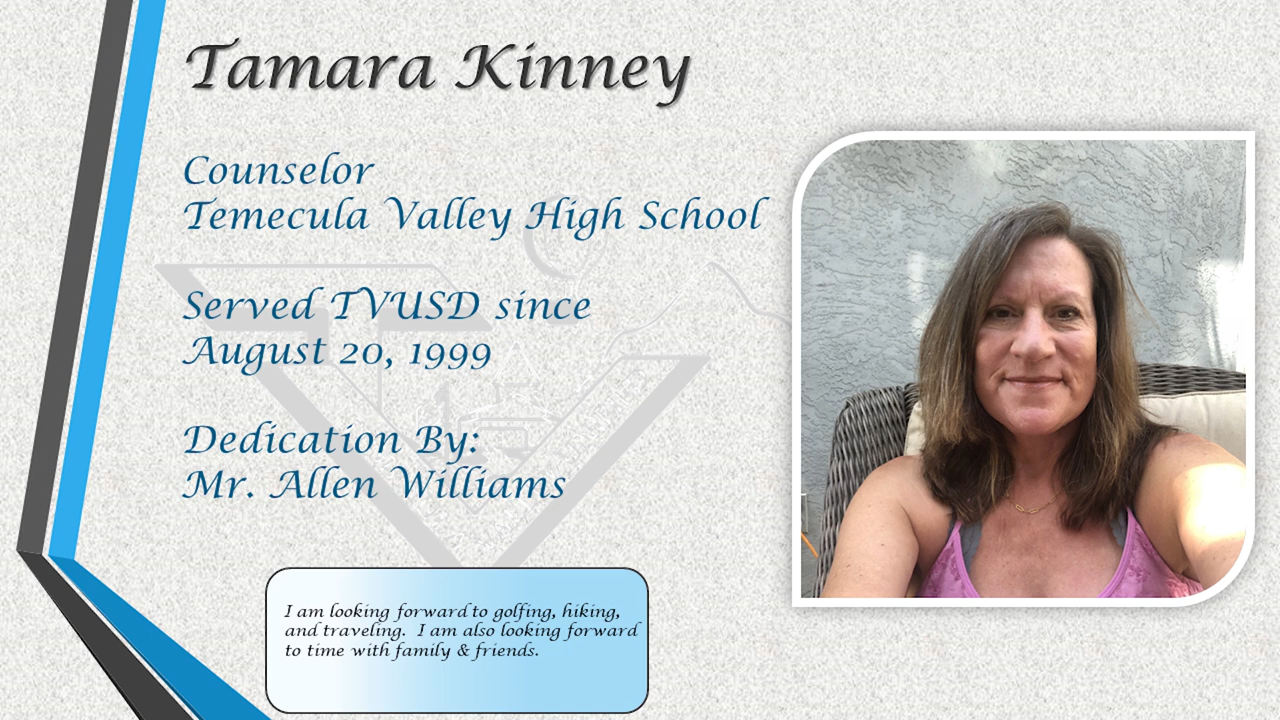 Tamara Kinney
Counselor
Temecula Valley High School
Served TVUSD since
August 20, 1999
Dedication By:
Mr. Allen Williams
I am looking forward to golfing, hiking,
and traveling.  I am also looking forward
to time with family & friends.